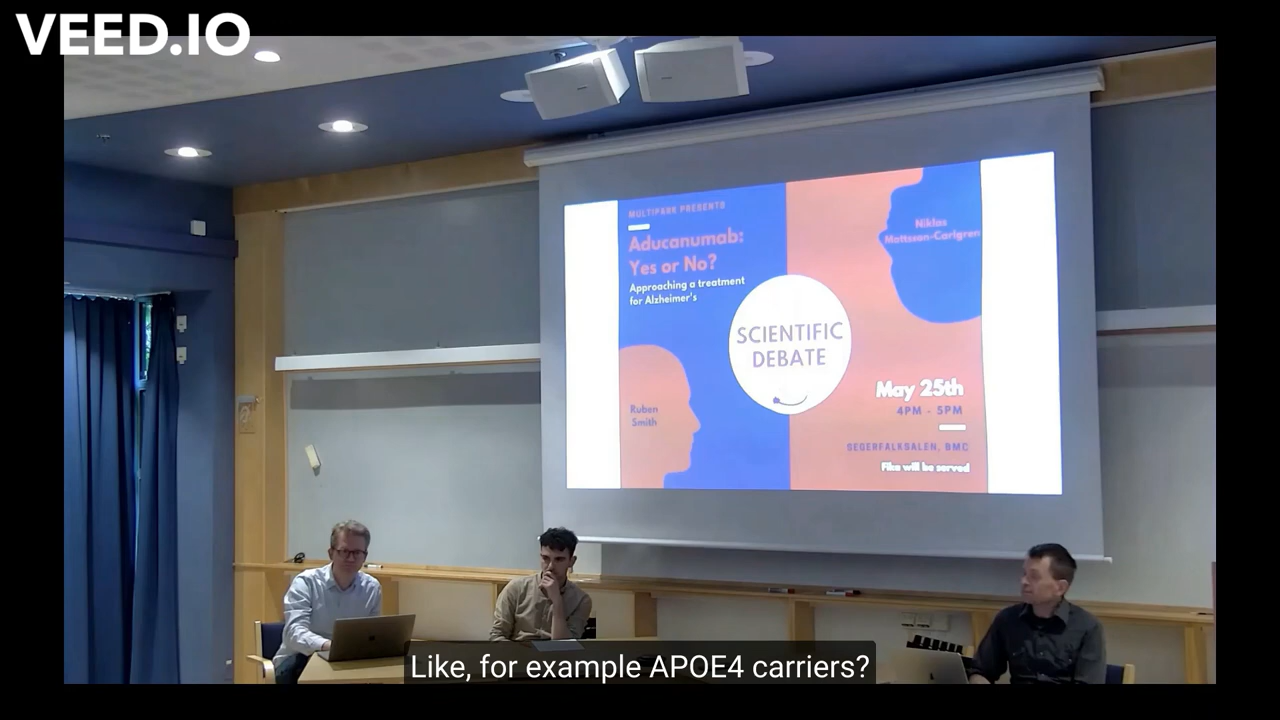 VEED.IO
MULTIPARK PRESENTS
Aducanumab:
Yes or No?
Approaching a treatment
for Alzheimer's
Niklas
Mattsson-Carlgren
SCIENTIFIC
DEBATE
Ruben
Smith
May 25th
4PM - 5PM
SEGERFALKSALEN, BMC
Fika will be served
Like, for example APOE4 carriers?